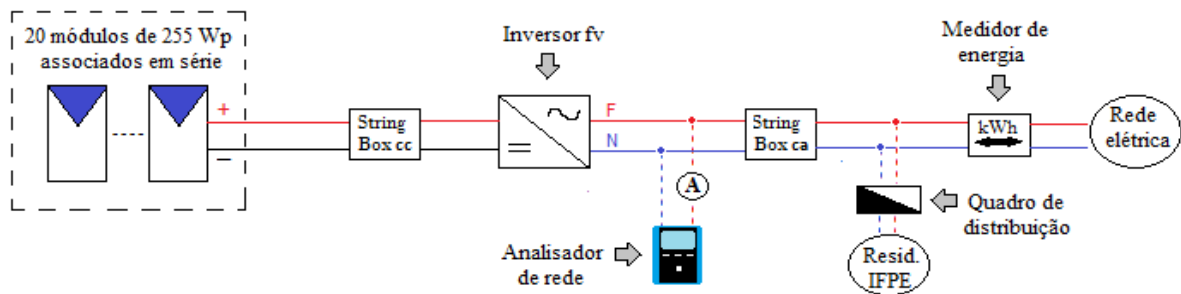 20 módulos de 255 Wp
associados em série
+
−
String
Box cc
Inversor fv
F
N
A
Analisador
de rede
String
Box ca
Medidor de
energia
kWh
Rede
elétrica
Quadro de
distribuição
Resid.
IFPE